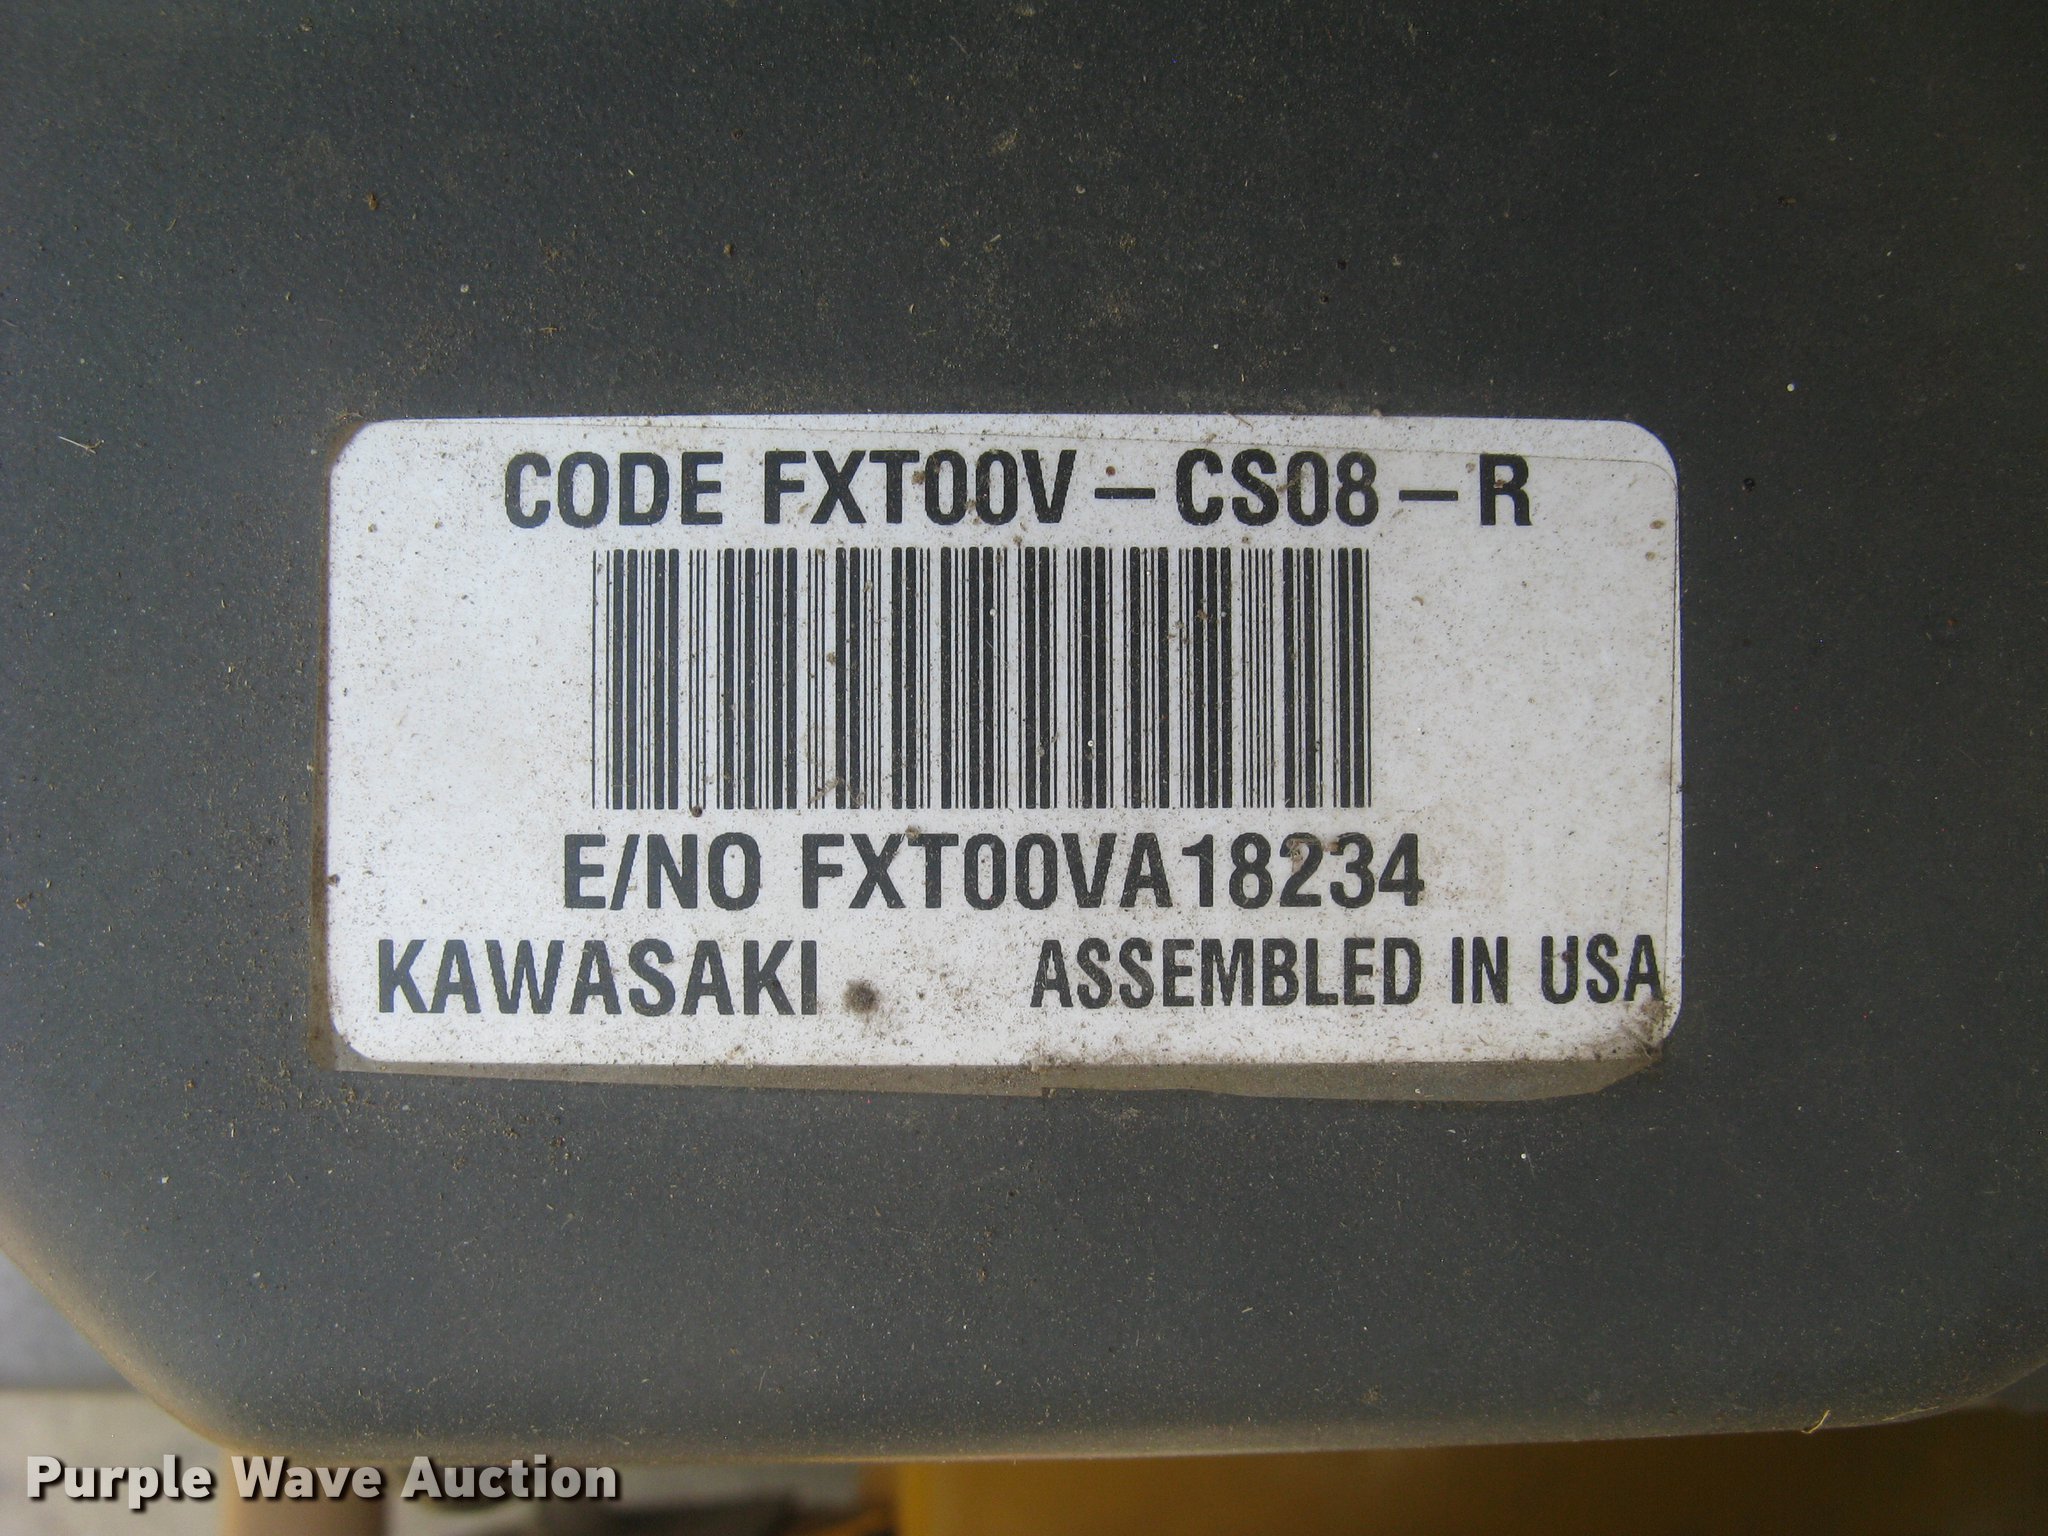 CODE FXT00V-CS08-R
E/NO FXT00VA18234
KAWASAKI ASSEMBLED IN USA
Purple Wave Auction